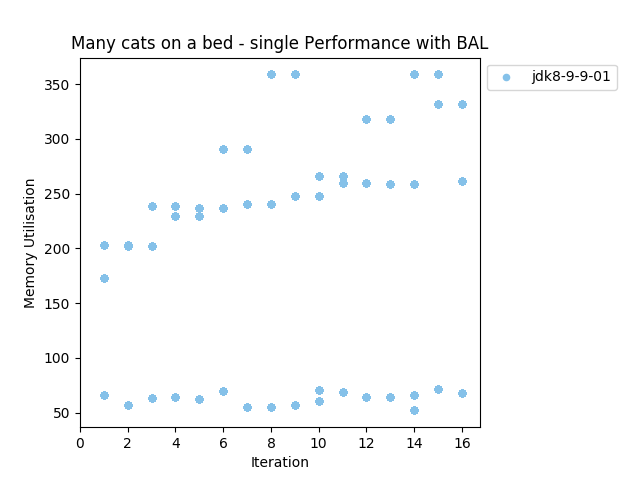 Many cats on a bed - single Performance with BAL
jdk8-9-9-01
350
300
250
200
150
100
50
Memory Utilisation
0 2 4 6 8 10 12 14 16
Iteration